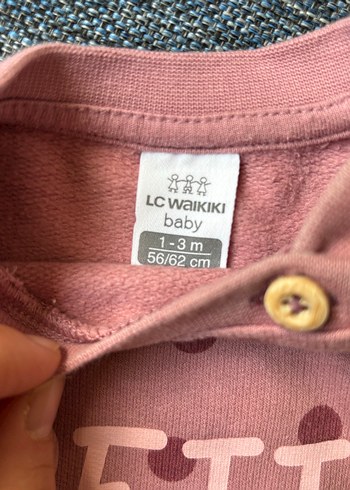 LC WAIKIKI
baby
1 - 3 m
56/62 cm